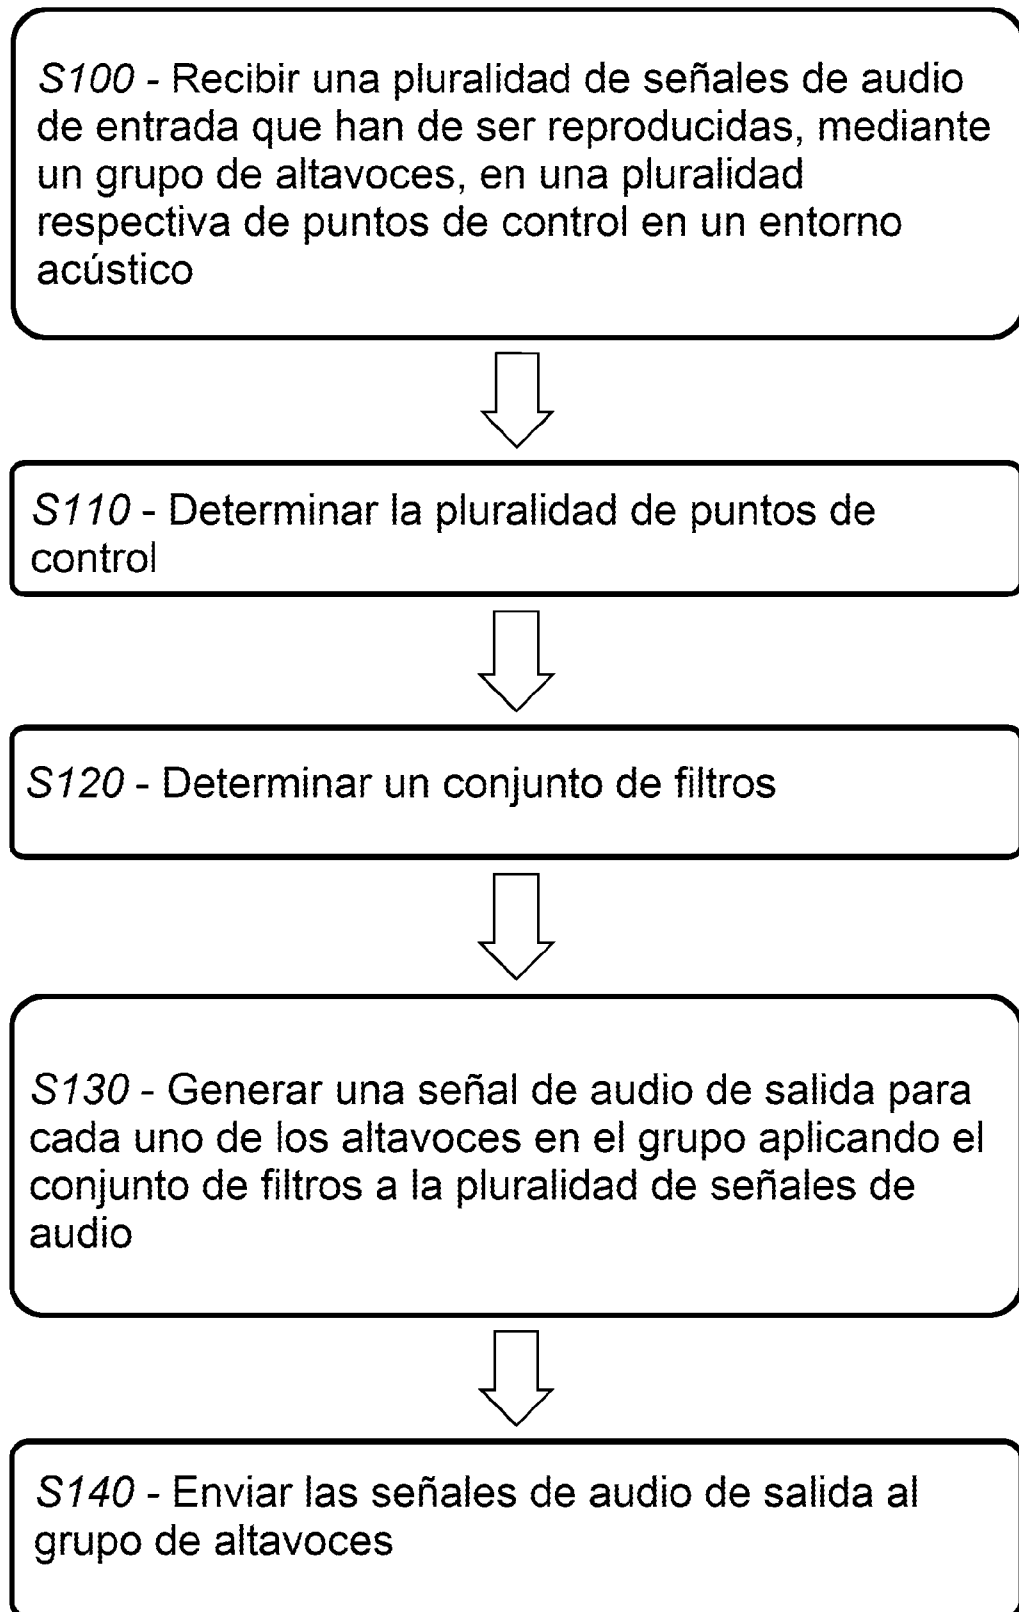 S100 - Recibir una pluralidad de señales de audio
de entrada que han de ser reproducidas, mediante
un grupo de altavoces, en una pluralidad
respectiva de puntos de control en un entorno
acústico
S110 - Determinar la pluralidad de puntos de
control
S120 - Determinar un conjunto de filtros
S130 - Generar una señal de audio de salida para
cada uno de los altavoces en el grupo aplicando el
conjunto de filtros a la pluralidad de señales de
audio
S140 - Enviar las señales de audio de salida al
grupo de altavoces